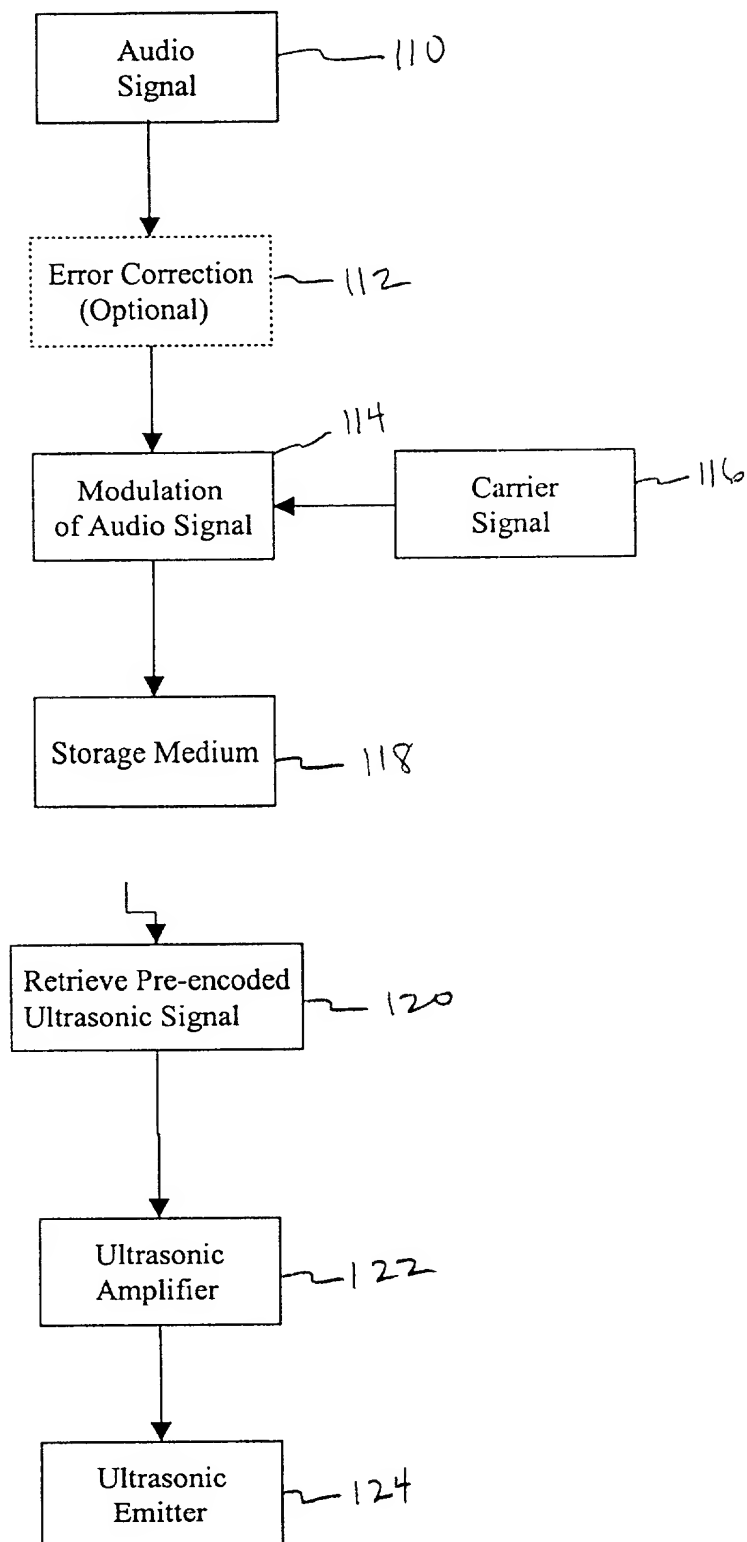 Audio
Signal
110
Error Correction
(Optional)
112
114
Modulation
of Audio Signal
Carrier
Signal
116
Storage Medium
118
Retrieve Pre-encoded
Ultrasonic Signal
120
Ultrasonic
Amplifier
122
Ultrasonic
Emitter
124